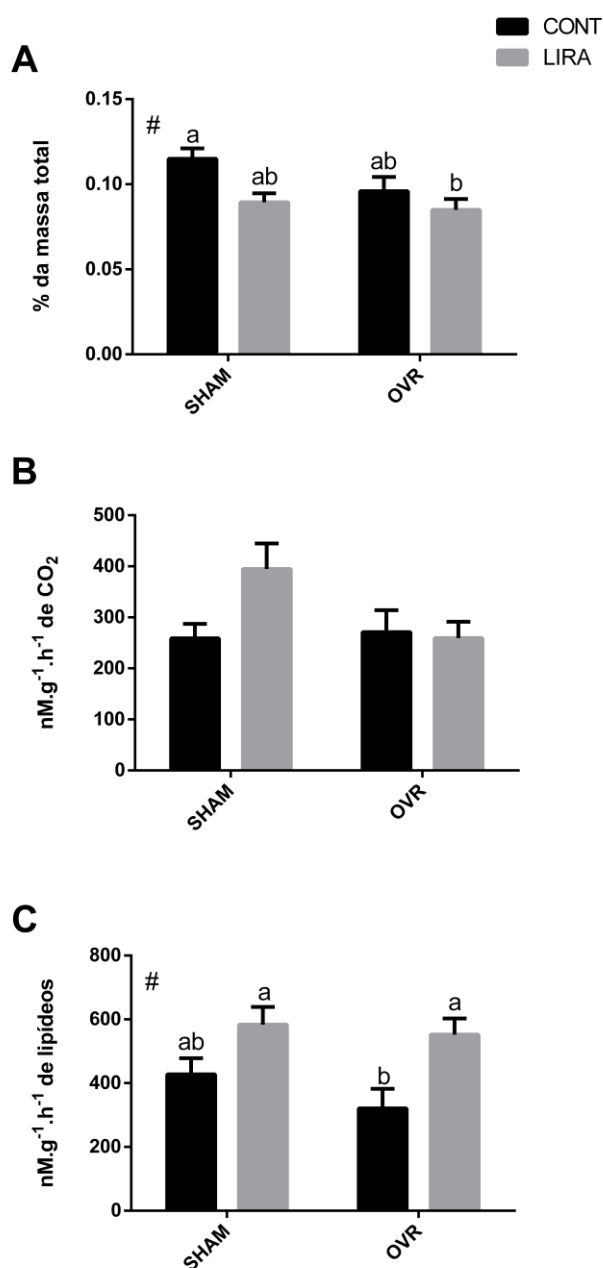 CONT
LIRA
A
% da massa total
0.15
0.10
0.05
0.00
#
a
ab
ab
b
SHAM
OVR
B
nM.g⁻¹.h⁻¹ de CO₂
500
400
300
200
100
0
SHAM
OVR
C
nM.g⁻¹.h⁻¹ de lipídeos
800
600
400
200
0
#
ab
a
b
a
SHAM
OVR